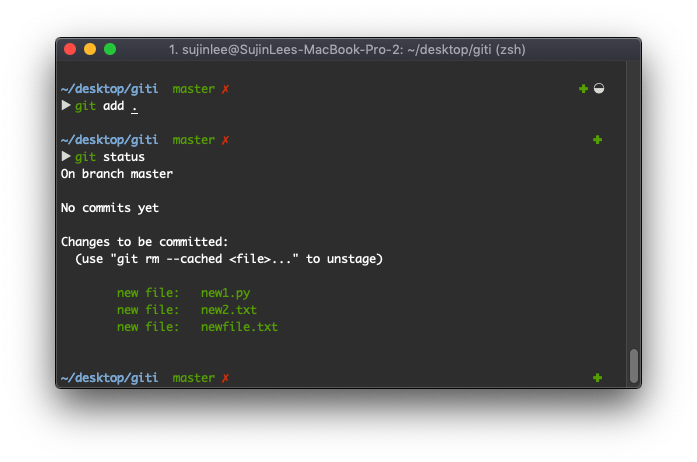 1. sujinlee@SujinLees-MacBook-Pro-2: ~/desktop/giti (zsh)
~/desktop/giti master ✗ ✚ ◒
▶ git add .
~/desktop/giti master ✗ ✚
▶ git status
On branch master
No commits yet
Changes to be committed:
(use "git rm --cached <file>..." to unstage)
new file: new1.py
new file: new2.txt
new file: newfile.txt
~/desktop/giti master ✗ ✚